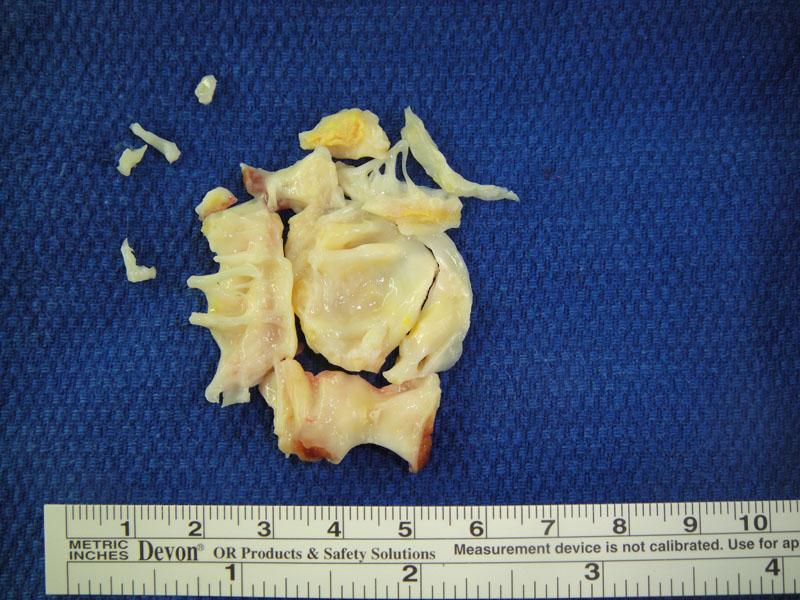 1 2 3 4 5 6 7 8 9 10
METRIC
INCHES Devon® OR Products & Safety Solutions Measurement device is not calibrated. Use for ap
1 2 3 4